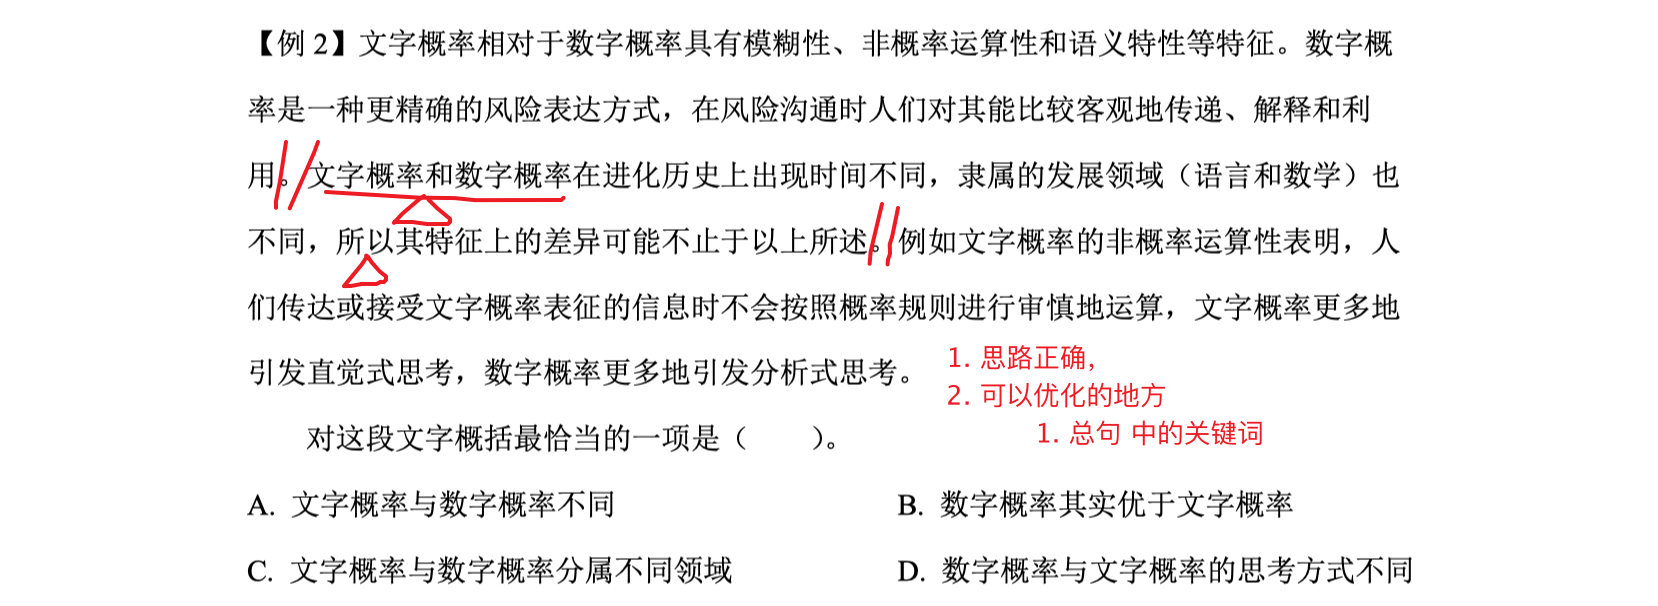 【例 2】文字概率相对于数字概率具有模糊性、非概率运算性和语义特性等特征。数字概
率是一种更精确的风险表达方式，在风险沟通时人们对其能比较客观地传递、解释和利
用。文字概率和数字概率在进化历史上出现时间不同，隶属的发展领域（语言和数学）也
不同，所以其特征上的差异可能不止于以上所述。例如文字概率的非概率运算性表明，人
们传达或接受文字概率表征的信息时不会按照概率规则进行审慎地运算，文字概率更多地
引发直觉式思考，数字概率更多地引发分析式思考。
1. 思路正确,
2. 可以优化的地方
1. 总句 中的关键词
对这段文字概括最恰当的一项是（　　）。
A. 文字概率与数字概率不同
B. 数字概率其实优于文字概率
C. 文字概率与数字概率分属不同领域
D. 数字概率与文字概率的思考方式不同